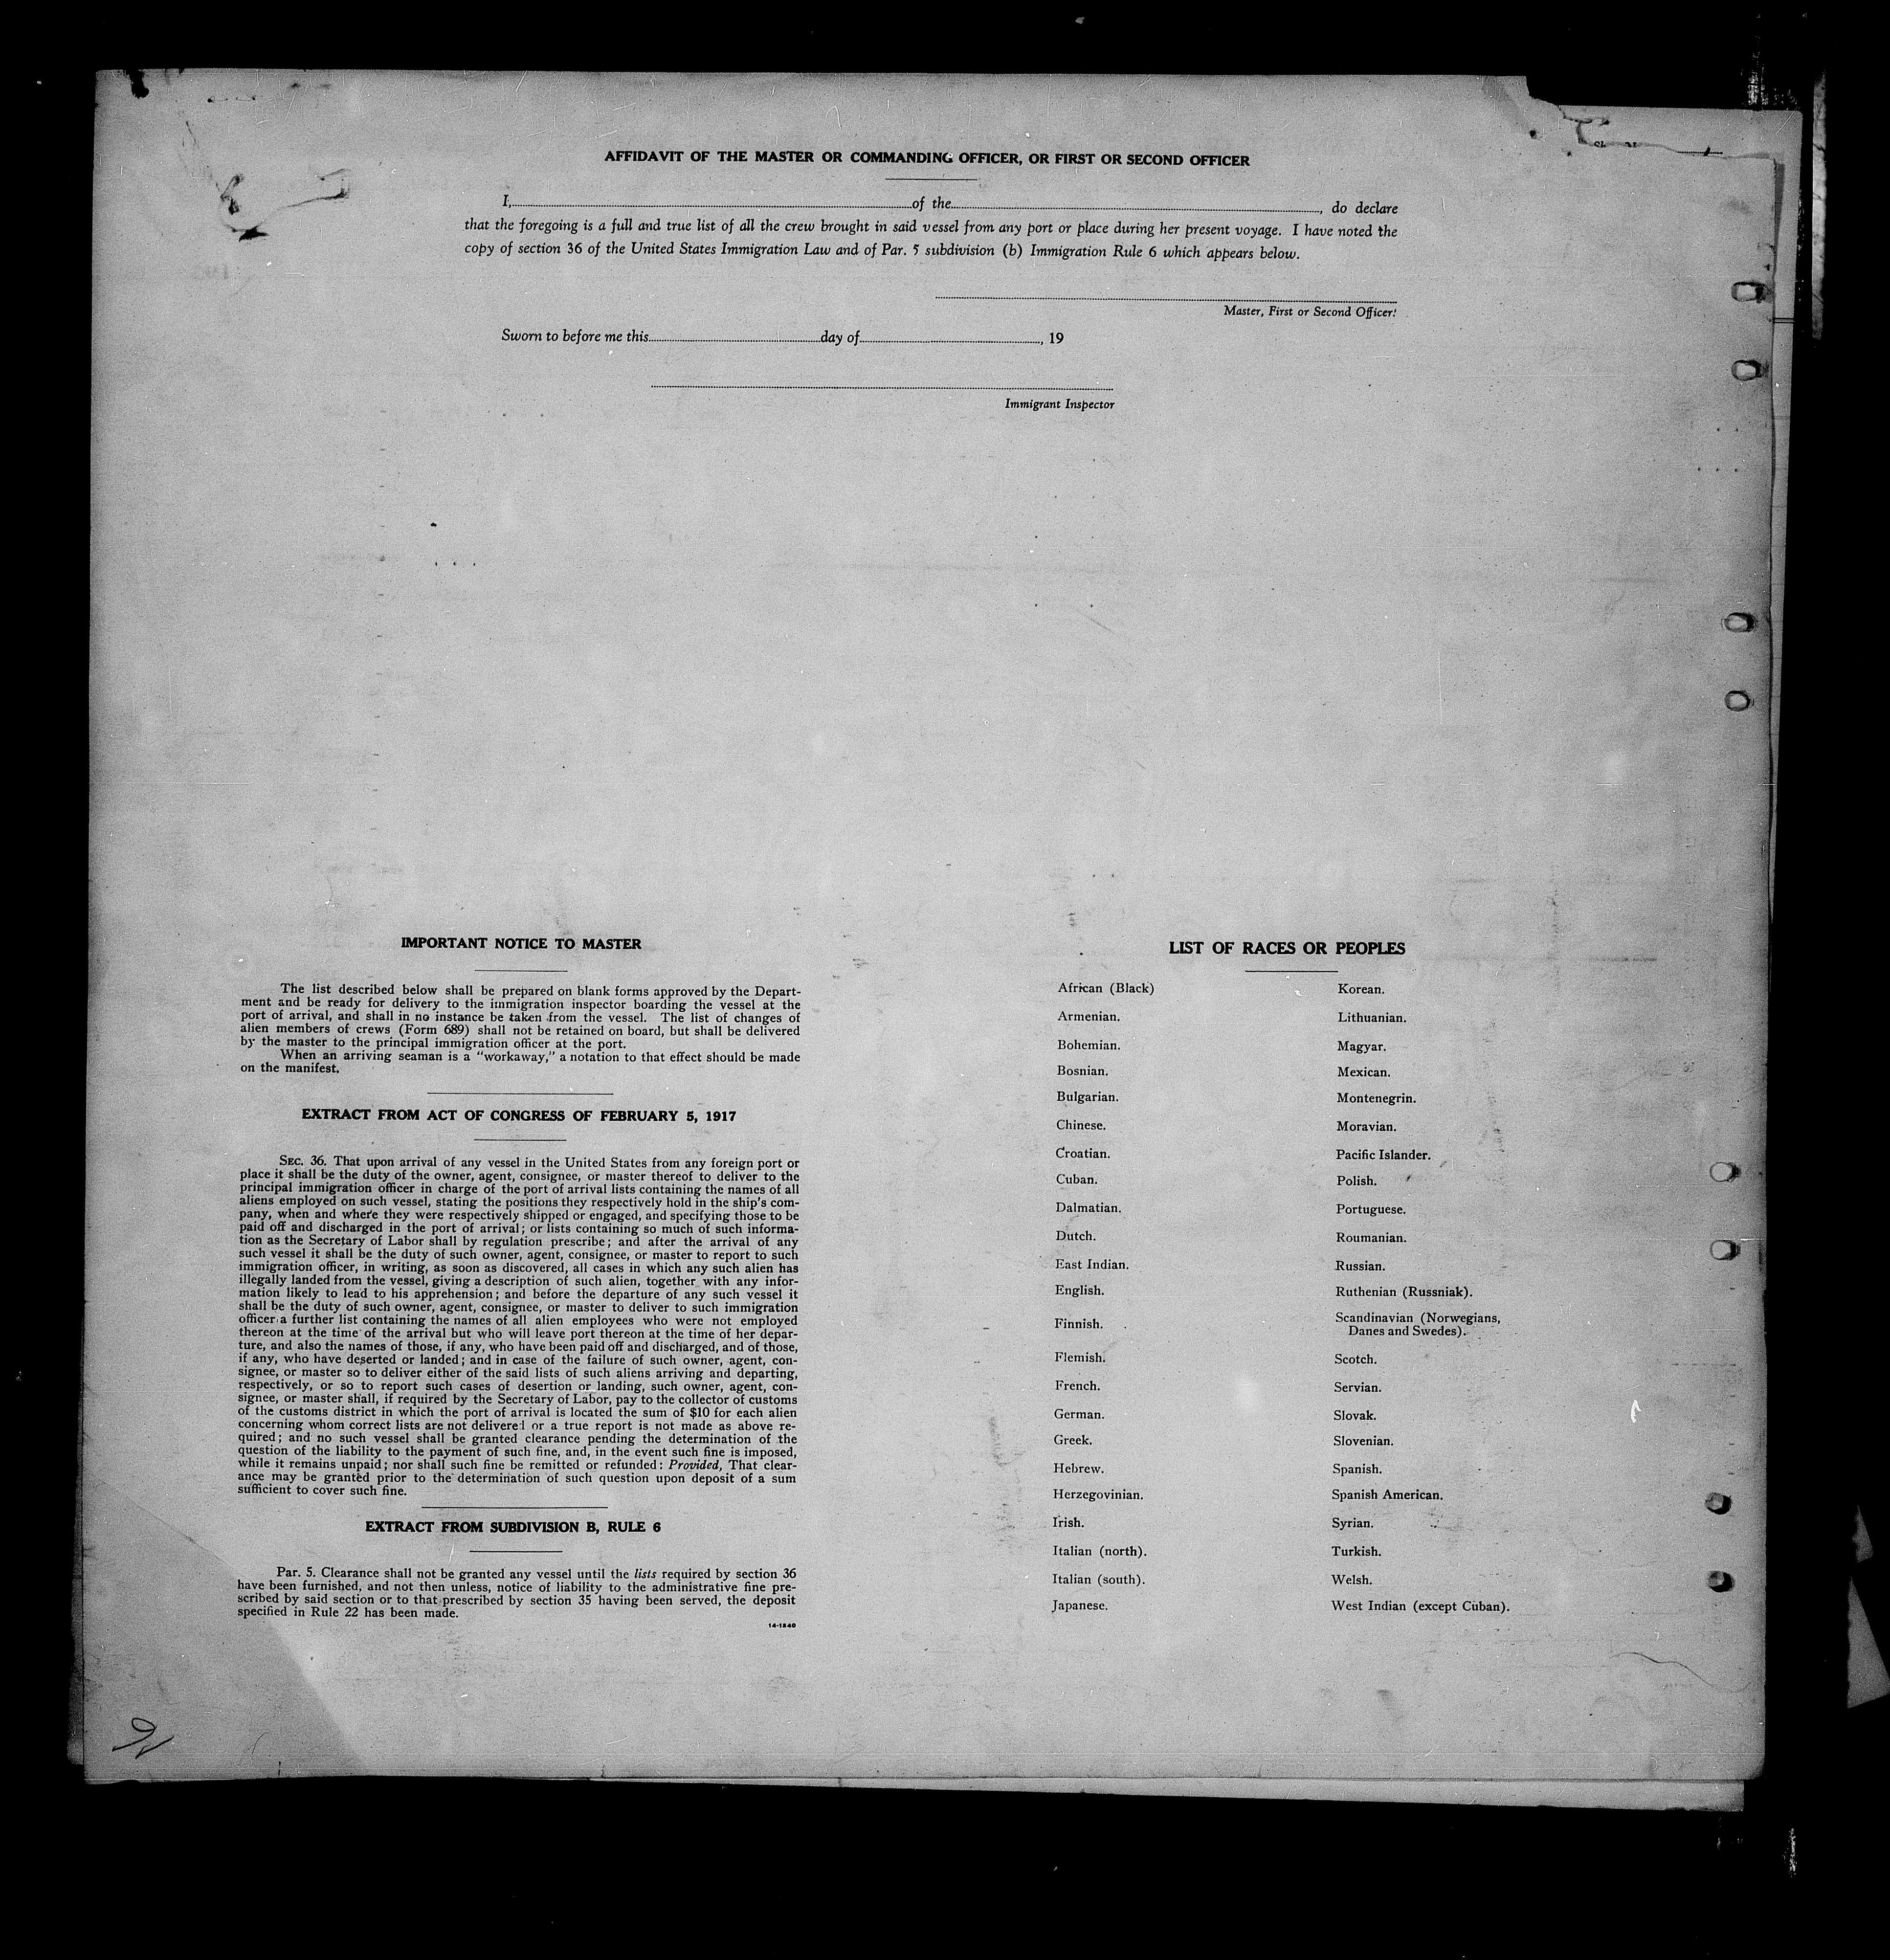 AFFIDAVIT OF THE MASTER OR COMMANDING OFFICER, OR FIRST OR SECOND OFFICER
I, of the , do declare
that the foregoing is a full and true list of all the crew brought in said vessel from any port or place during her present voyage. I have noted the
copy of section 36 of the United States Immigration Law and of Par. 5 subdivision (b) Immigration Rule 6 which appears below.
Master, First or Second Officer.
Sworn to before me this day of , 19
Immigrant Inspector
IMPORTANT NOTICE TO MASTER
The list described below shall be prepared on blank forms approved by the Depart-
ment and be ready for delivery to the immigration inspector boarding the vessel at the
port of arrival, and shall in no instance be taken from the vessel. The list of changes of
alien members of crews (Form 689) shall not be retained on board, but shall be delivered
by the master to the principal immigration officer at the port.
When an arriving seaman is a "workaway," a notation to that effect should be made
on the manifest.
EXTRACT FROM ACT OF CONGRESS OF FEBRUARY 5, 1917
SEC. 36. That upon arrival of any vessel in the United States from any foreign port or
place it shall be the duty of the owner, agent, consignee, or master thereof to deliver to the
principal immigration officer in charge of the port of arrival lists containing the names of all
aliens employed on such vessel, stating the positions they respectively hold in the ship's com-
pany, when and where they were respectively shipped or engaged, and specifying those to be
paid off and discharged in the port of arrival; or lists containing so much of such informa-
tion as the Secretary of Labor shall by regulation prescribe; and after the arrival of any
such vessel it shall be the duty of such owner, agent, consignee, or master to report to such
immigration officer, in writing, as soon as discovered, all cases in which any such alien has
illegally landed from the vessel, giving a description of such alien, together with any infor-
mation likely to lead to his apprehension; and before the departure of any such vessel it
shall be the duty of such owner, agent, consignee, or master to deliver to such immigration
officer a further list containing the names of all alien employees who were not employed
thereon at the time of the arrival but who will leave port thereon at the time of her depar-
ture, and also the names of those, if any, who have been paid off and discharged, and of those,
if any, who have deserted or landed; and in case of the failure of such owner, agent, con-
signee, or master so to deliver either of the said lists of such aliens arriving and departing,
respectively, or so to report such cases of desertion or landing, such owner, agent, con-
signee, or master shall, if required by the Secretary of Labor, pay to the collector of customs
of the customs district in which the port of arrival is located the sum of $10 for each alien
concerning whom correct lists are not delivered or a true report is not made as above re-
quired; and no such vessel shall be granted clearance pending the determination of the
question of the liability to the payment of such fine, and, in the event such fine is imposed,
while it remains unpaid; nor shall such fine be remitted or refunded: Provided, That clear-
ance may be granted prior to the determination of such question upon deposit of a sum
sufficient to cover such fine.
EXTRACT FROM SUBDIVISION B, RULE 6
Par. 5. Clearance shall not be granted any vessel until the lists required by section 36
have been furnished, and not then unless, notice of liability to the administrative fine pre-
scribed by said section or to that prescribed by section 35 having been served, the deposit
specified in Rule 22 has been made.
14-1240
LIST OF RACES OR PEOPLES
African (Black)
Armenian.
Bohemian.
Bosnian.
Bulgarian.
Chinese.
Croatian.
Cuban.
Dalmatian.
Dutch.
East Indian.
English.
Finnish.
Flemish.
French.
German.
Greek.
Hebrew.
Herzegovinian.
Irish.
Italian (north).
Italian (south).
Japanese.
Korean.
Lithuanian.
Magyar.
Mexican.
Montenegrin.
Moravian.
Pacific Islander.
Polish.
Portuguese.
Roumanian.
Russian.
Ruthenian (Russniak).
Scandinavian (Norwegians,
Danes and Swedes).
Scotch.
Servian.
Slovak.
Slovenian.
Spanish.
Spanish American.
Syrian.
Turkish.
Welsh.
West Indian (except Cuban).